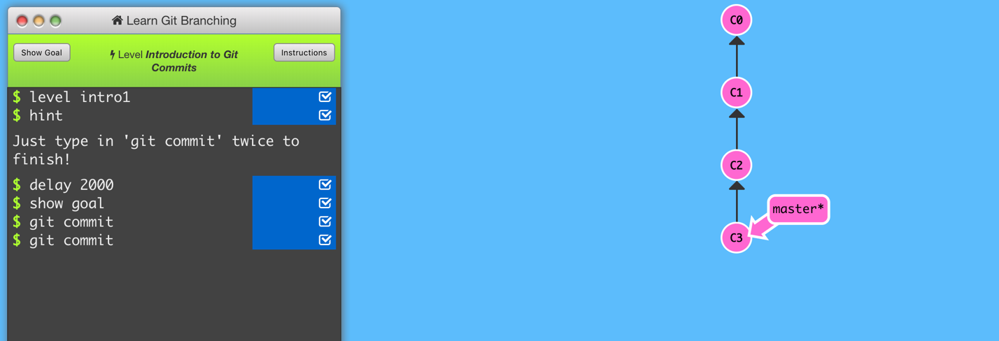 Learn Git Branching
Show Goal
Level Introduction to Git
Commits
Instructions
$ level intro1
$ hint
Just type in 'git commit' twice to
finish!
$ delay 2000
$ show goal
$ git commit
$ git commit
C0
C1
C2
master*
C3